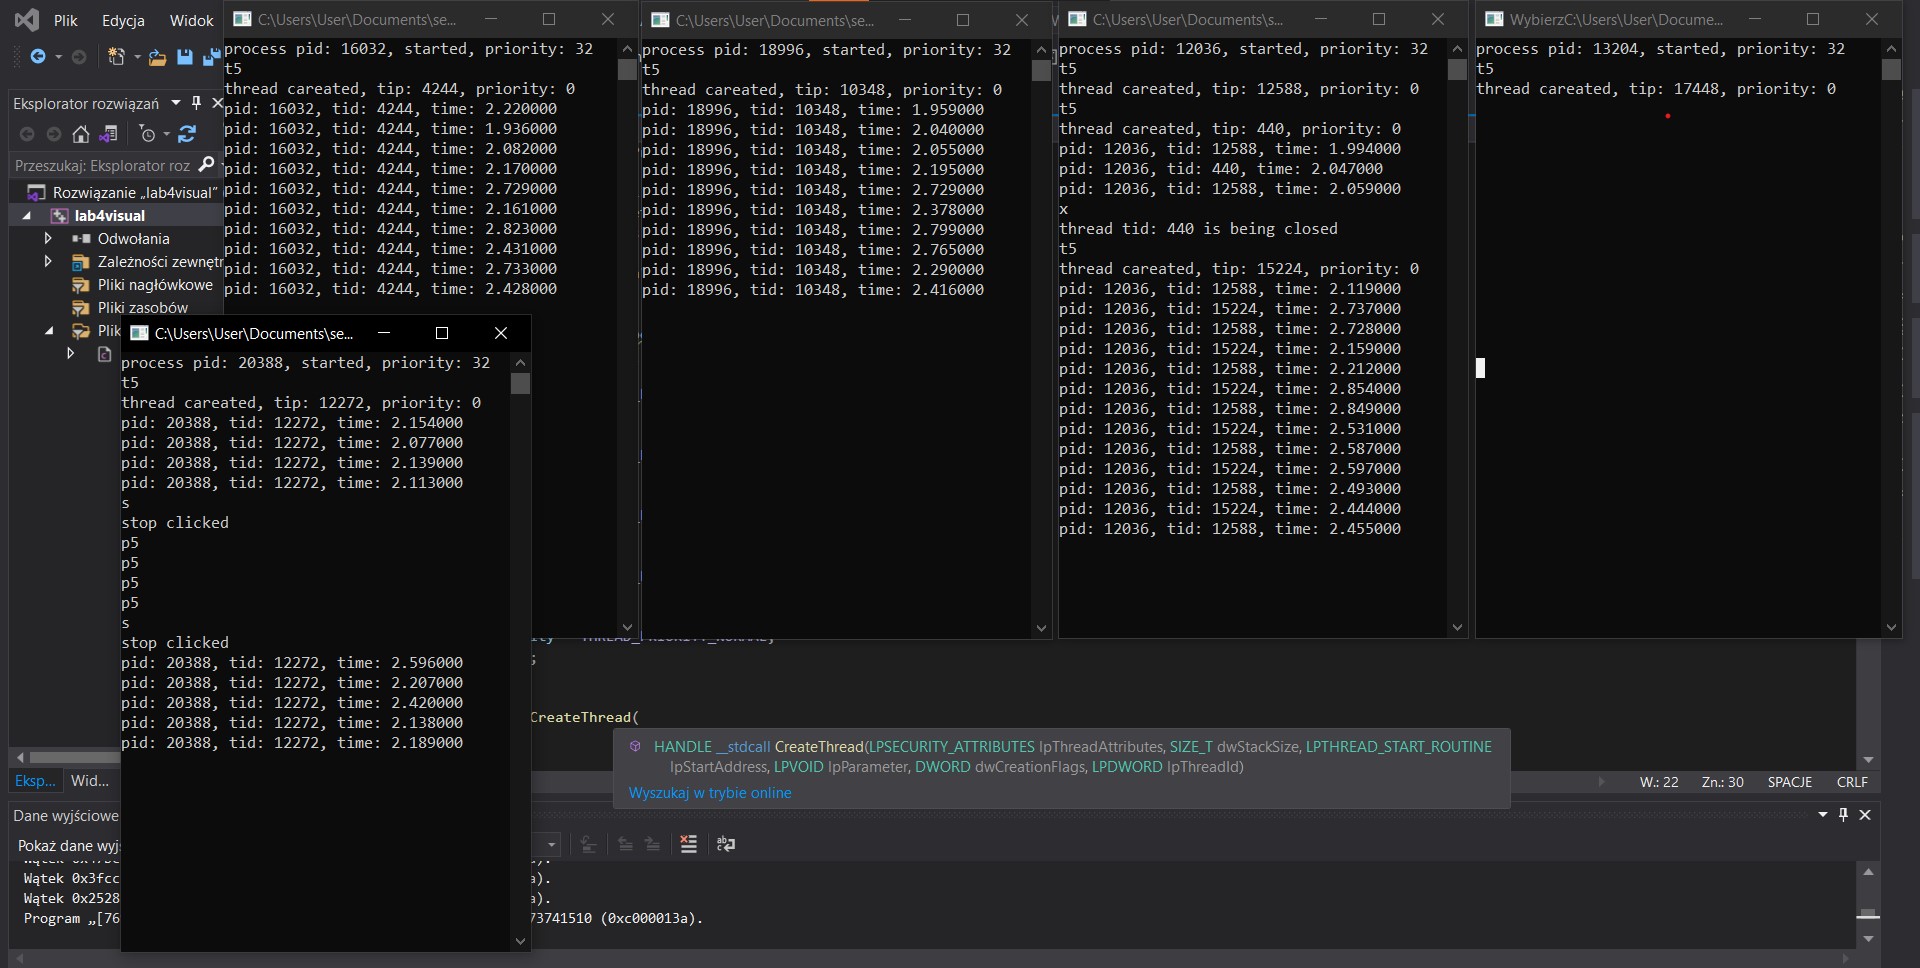 Plik Edycja Widok
Eksplorator rozwiązań
Przeszukaj: Eksplorator roz
Rozwiązanie „lab4visual”
lab4visual
Odwołania
Zależności zewnętr
Pliki nagłówkowe
Pliki zasobów
Plik
Eksp... Wid...
C:\Users\User\Documents\se...
process pid: 16032, started, priority: 32
t5
thread careated, tip: 4244, priority: 0
pid: 16032, tid: 4244, time: 2.220000
pid: 16032, tid: 4244, time: 1.936000
pid: 16032, tid: 4244, time: 2.082000
pid: 16032, tid: 4244, time: 2.170000
pid: 16032, tid: 4244, time: 2.729000
pid: 16032, tid: 4244, time: 2.161000
pid: 16032, tid: 4244, time: 2.823000
pid: 16032, tid: 4244, time: 2.431000
pid: 16032, tid: 4244, time: 2.733000
pid: 16032, tid: 4244, time: 2.428000
C:\Users\User\Documents\se...
process pid: 18996, started, priority: 32
t5
thread careated, tip: 10348, priority: 0
pid: 18996, tid: 10348, time: 1.959000
pid: 18996, tid: 10348, time: 2.040000
pid: 18996, tid: 10348, time: 2.055000
pid: 18996, tid: 10348, time: 2.195000
pid: 18996, tid: 10348, time: 2.729000
pid: 18996, tid: 10348, time: 2.378000
pid: 18996, tid: 10348, time: 2.799000
pid: 18996, tid: 10348, time: 2.765000
pid: 18996, tid: 10348, time: 2.290000
pid: 18996, tid: 10348, time: 2.416000
C:\Users\User\Documents\s...
process pid: 12036, started, priority: 32
t5
thread careated, tip: 12588, priority: 0
t5
thread careated, tip: 440, priority: 0
pid: 12036, tid: 12588, time: 1.994000
pid: 12036, tid: 440, time: 2.047000
pid: 12036, tid: 12588, time: 2.059000
x
thread tid: 440 is being closed
t5
thread careated, tip: 15224, priority: 0
pid: 12036, tid: 12588, time: 2.119000
pid: 12036, tid: 15224, time: 2.737000
pid: 12036, tid: 12588, time: 2.728000
pid: 12036, tid: 15224, time: 2.159000
pid: 12036, tid: 12588, time: 2.212000
pid: 12036, tid: 15224, time: 2.854000
pid: 12036, tid: 12588, time: 2.849000
pid: 12036, tid: 15224, time: 2.531000
pid: 12036, tid: 12588, time: 2.587000
pid: 12036, tid: 15224, time: 2.597000
pid: 12036, tid: 12588, time: 2.493000
pid: 12036, tid: 15224, time: 2.444000
pid: 12036, tid: 12588, time: 2.455000
WybierzC:\Users\User\Docume...
process pid: 13204, started, priority: 32
t5
thread careated, tip: 17448, priority: 0
C:\Users\User\Documents\se...
process pid: 20388, started, priority: 32
t5
thread careated, tip: 12272, priority: 0
pid: 20388, tid: 12272, time: 2.154000
pid: 20388, tid: 12272, time: 2.077000
pid: 20388, tid: 12272, time: 2.139000
pid: 20388, tid: 12272, time: 2.113000
s
stop clicked
p5
p5
p5
p5
s
stop clicked
pid: 20388, tid: 12272, time: 2.596000
pid: 20388, tid: 12272, time: 2.207000
pid: 20388, tid: 12272, time: 2.420000
pid: 20388, tid: 12272, time: 2.138000
pid: 20388, tid: 12272, time: 2.189000
;
CreateThread(
HANDLE __stdcall CreateThread(LPSECURITY_ATTRIBUTES lpThreadAttributes, SIZE_T dwStackSize, LPTHREAD_START_ROUTINE
lpStartAddress, LPVOID lpParameter, DWORD dwCreationFlags, LPDWORD lpThreadId)
Wyszukaj w trybie online
W.: 22 Zn.: 30 SPACJE CRLF
Dane wyjściowe
Pokaż dane wyj
Wątek 0x3fcc a).
Wątek 0x2528 a).
Program „[76 73741510 (0xc000013a).